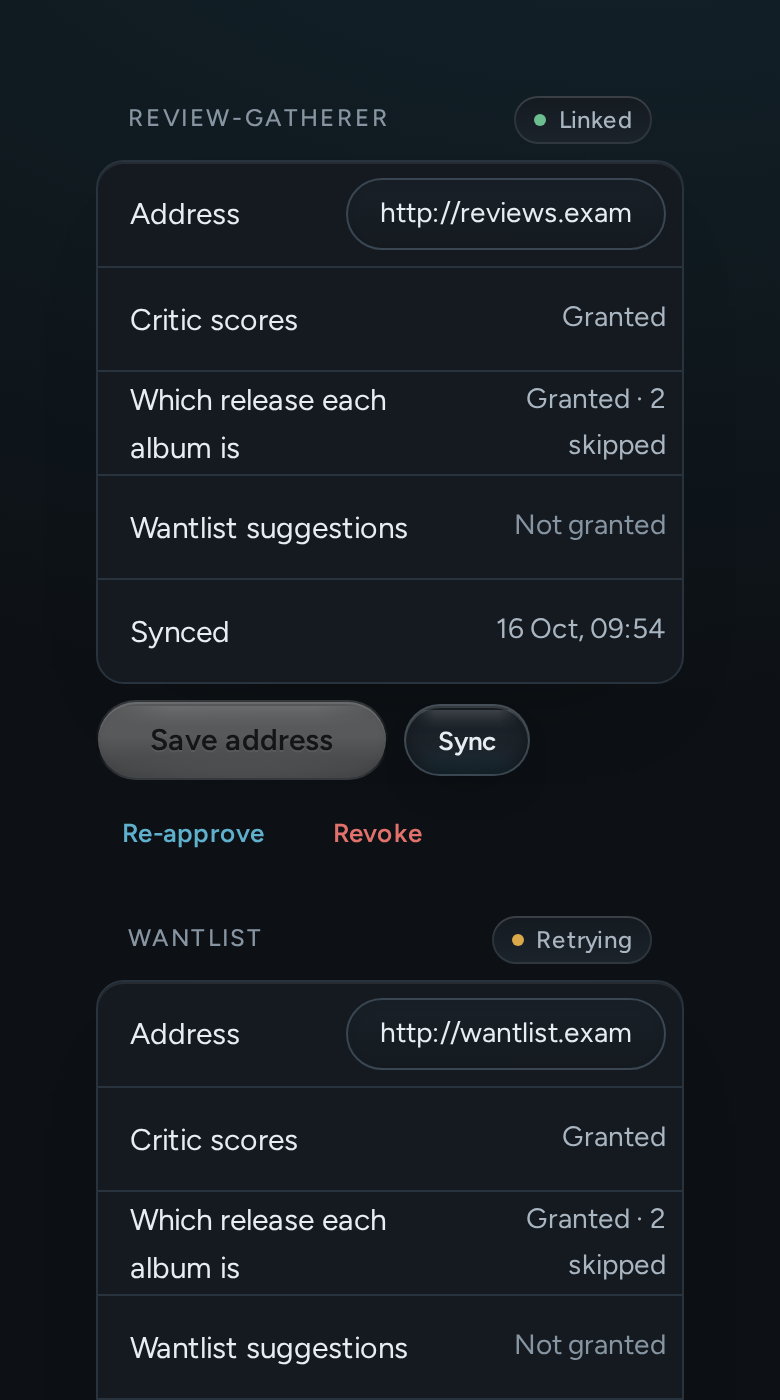 REVIEW-GATHERER
Linked
Address
http://reviews.exam
Critic scores
Granted
Which release each
album is
Granted · 2
skipped
Wantlist suggestions
Not granted
Synced
16 Oct, 09:54
Save address
Sync
Re-approve
Revoke
WANTLIST
Retrying
Address
http://wantlist.exam
Critic scores
Granted
Which release each
album is
Granted · 2
skipped
Wantlist suggestions
Not granted